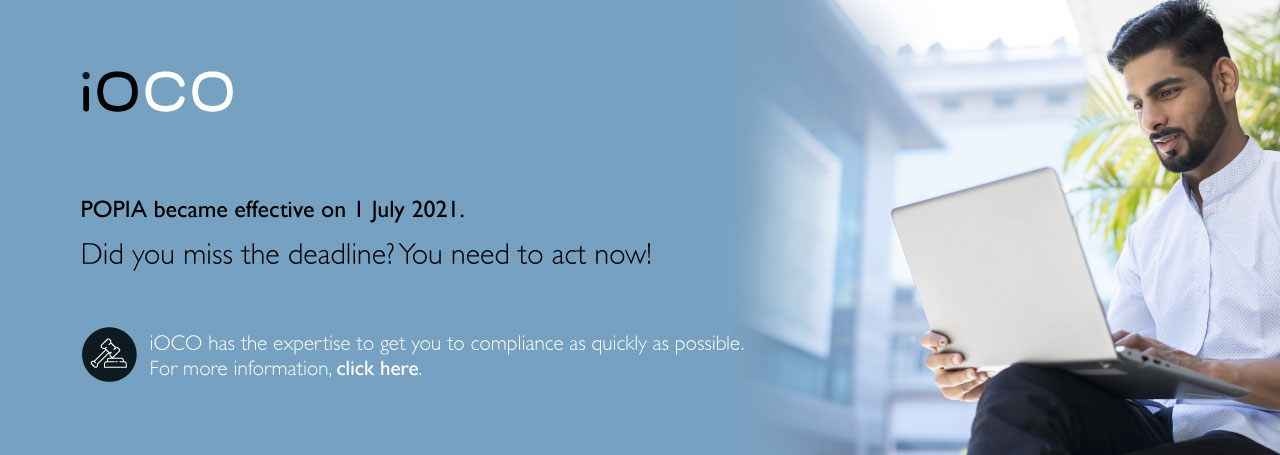 iOCO
POPIA became effective on 1 July 2021.
Did you miss the deadline? You need to act now!
iOCO has the expertise to get you to compliance as quickly as possible.
For more information, click here.